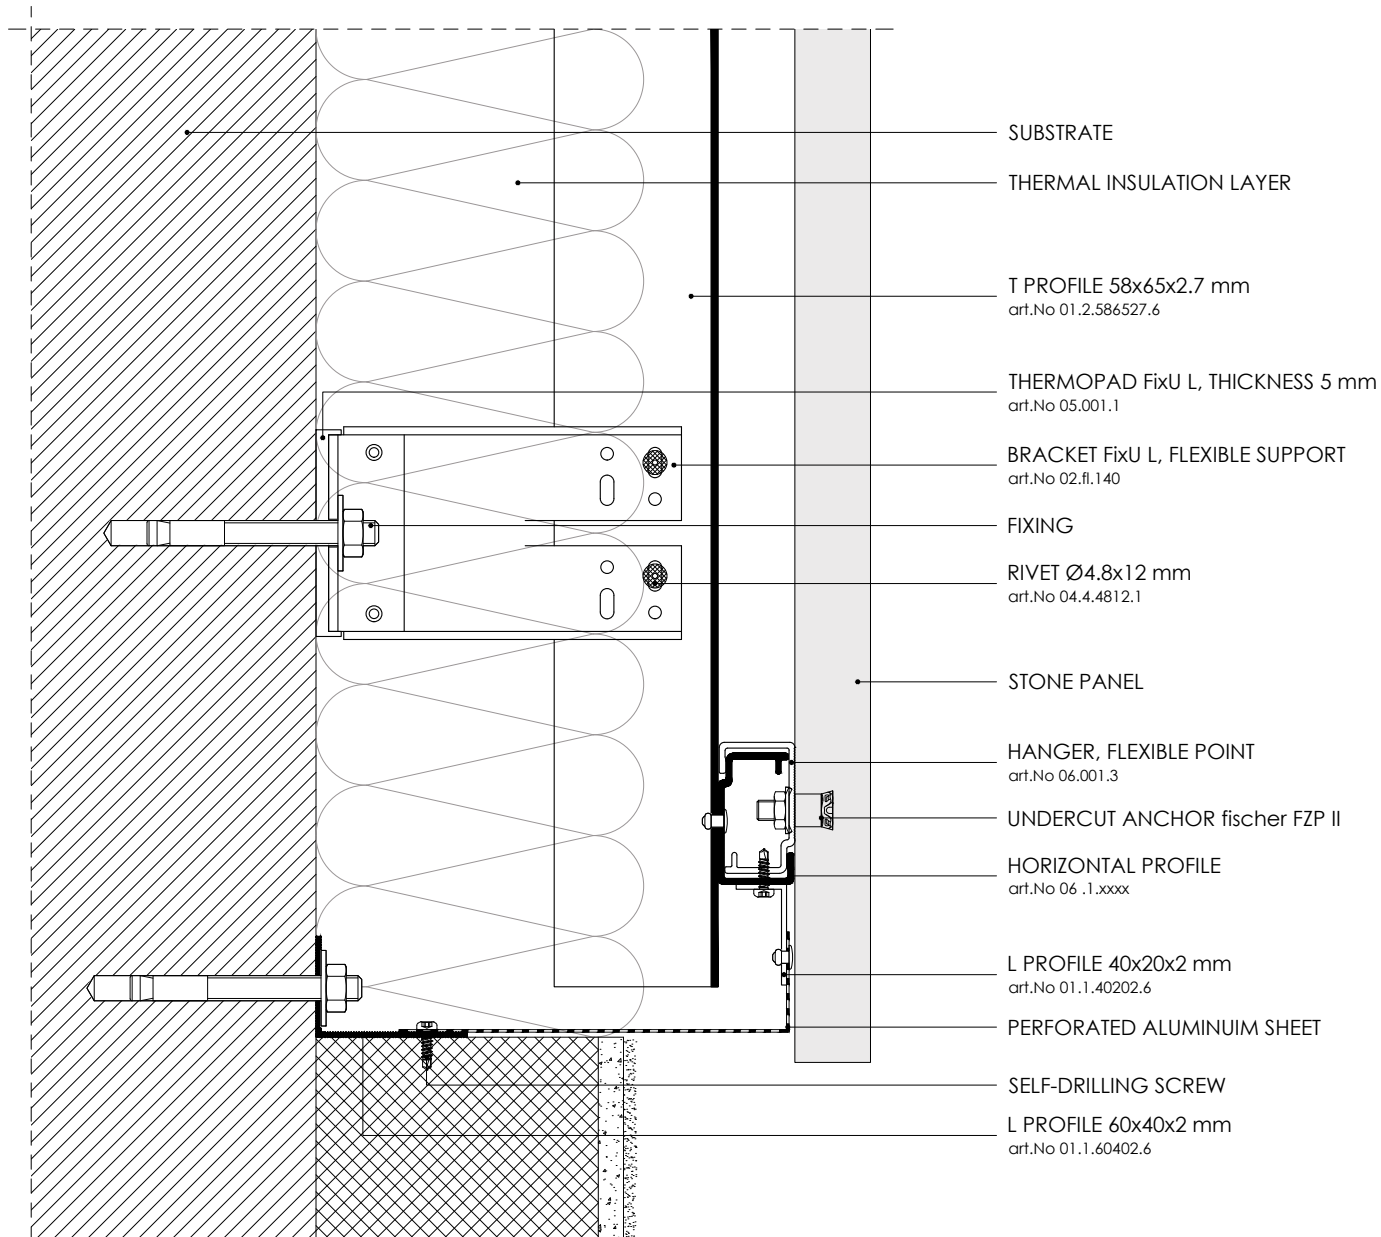 SUBSTRATE
THERMAL INSULATION LAYER
T PROFILE 58x65x2.7 mm
art.No 01.2.586527.6
THERMOPAD FixU L, THICKNESS 5 mm
art.No 05.001.1
BRACKET FixU L, FLEXIBLE SUPPORT
art.No 02.fl.140
FIXING
RIVET Ø4.8x12 mm
art.No 04.4.4812.1
STONE PANEL
HANGER, FLEXIBLE POINT
art.No 06.001.3
UNDERCUT ANCHOR fischer FZP II
HORIZONTAL PROFILE
art.No 06 .1.xxxx
L PROFILE 40x20x2 mm
art.No 01.1.40202.6
PERFORATED ALUMINUIM SHEET
SELF-DRILLING SCREW
L PROFILE 60x40x2 mm
art.No 01.1.60402.6